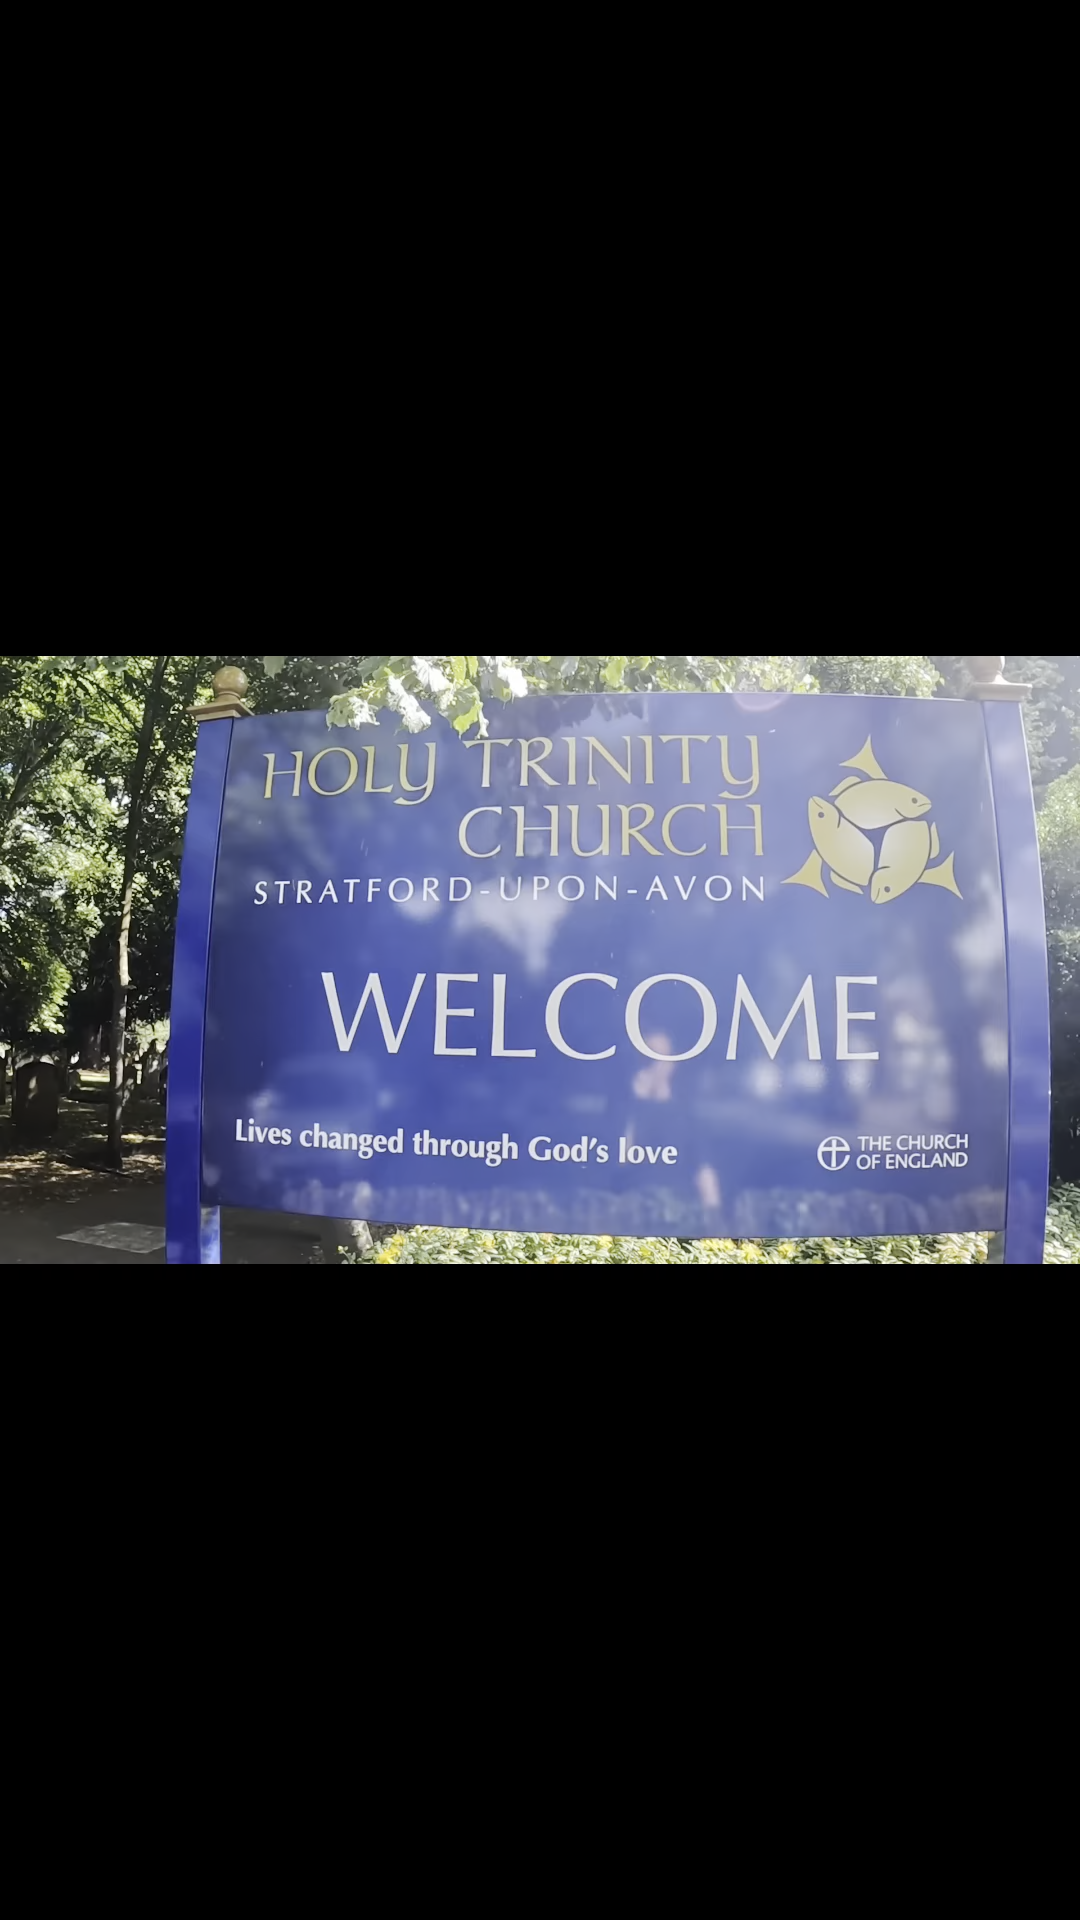 HOLY TRINITY
CHURCH
STRATFORD-UPON-AVON
WELCOME
Lives changed through God's love
THE CHURCH
OF ENGLAND